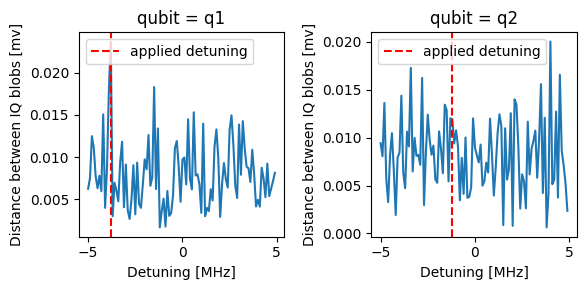 qubit = q1
Distance between IQ blobs [mv]
applied detuning
0.020
0.015
0.010
0.005
−5
0
5
Detuning [MHz]
qubit = q2
Distance between IQ blobs [mv]
applied detuning
0.020
0.015
0.010
0.005
0.000
−5
0
5
Detuning [MHz]